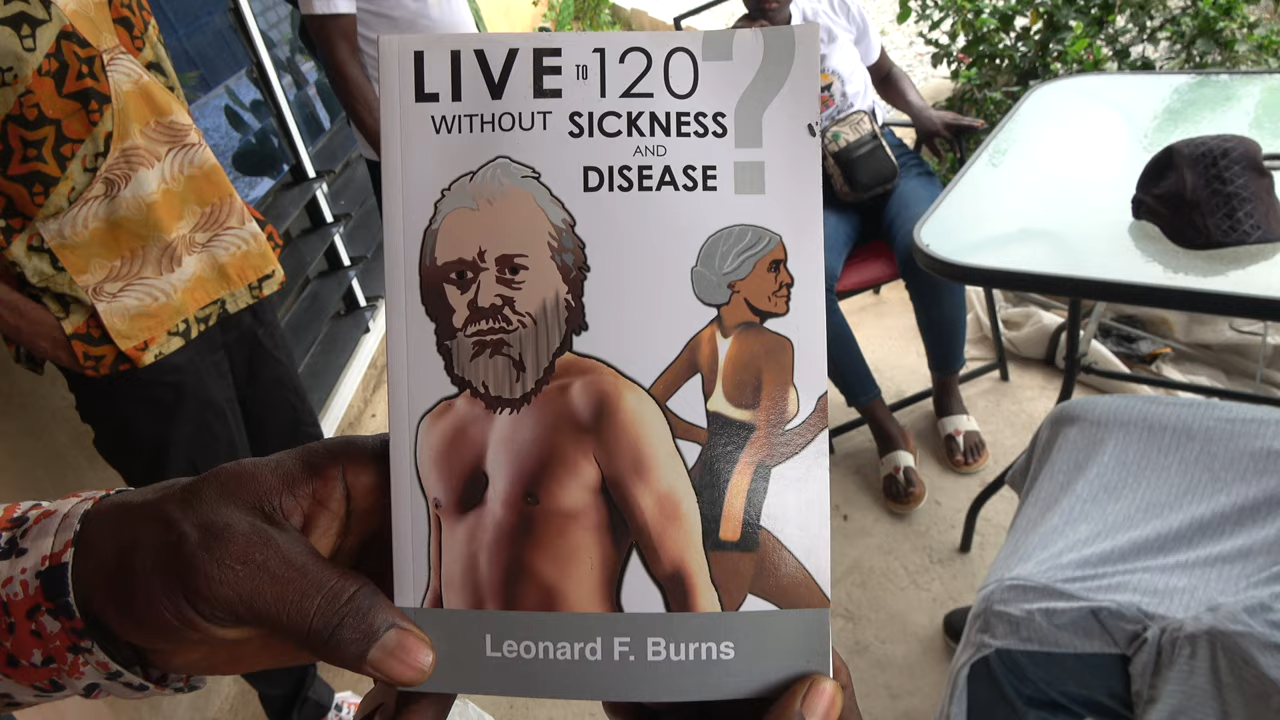 LIVE TO 120?
WITHOUT SICKNESS
AND
DISEASE
Leonard F. Burns